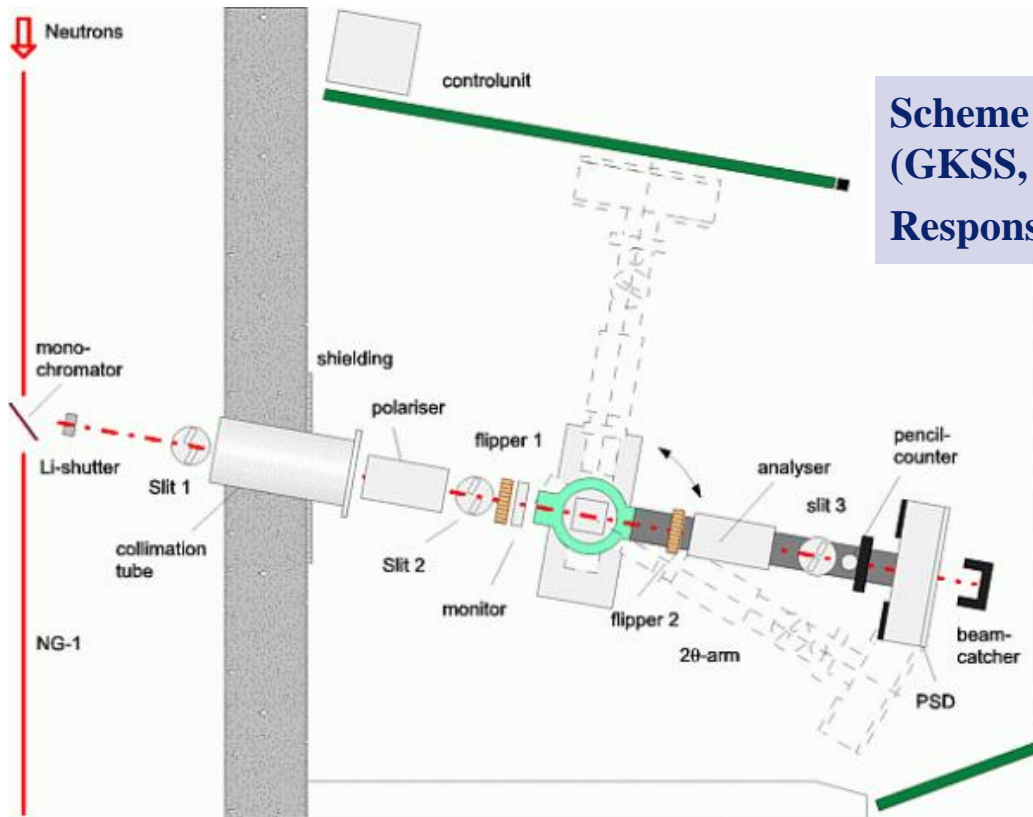 Neutrons
controlunit
Scheme
(GKSS,
Respons
mono-
chromator
shielding
polariser
Li-shutter
Slit 1
flipper 1
pencil-
counter
analyser
slit 3
collimation
tube
Slit 2
monitor
flipper 2
2θ-arm
beam-
catcher
NG-1
PSD